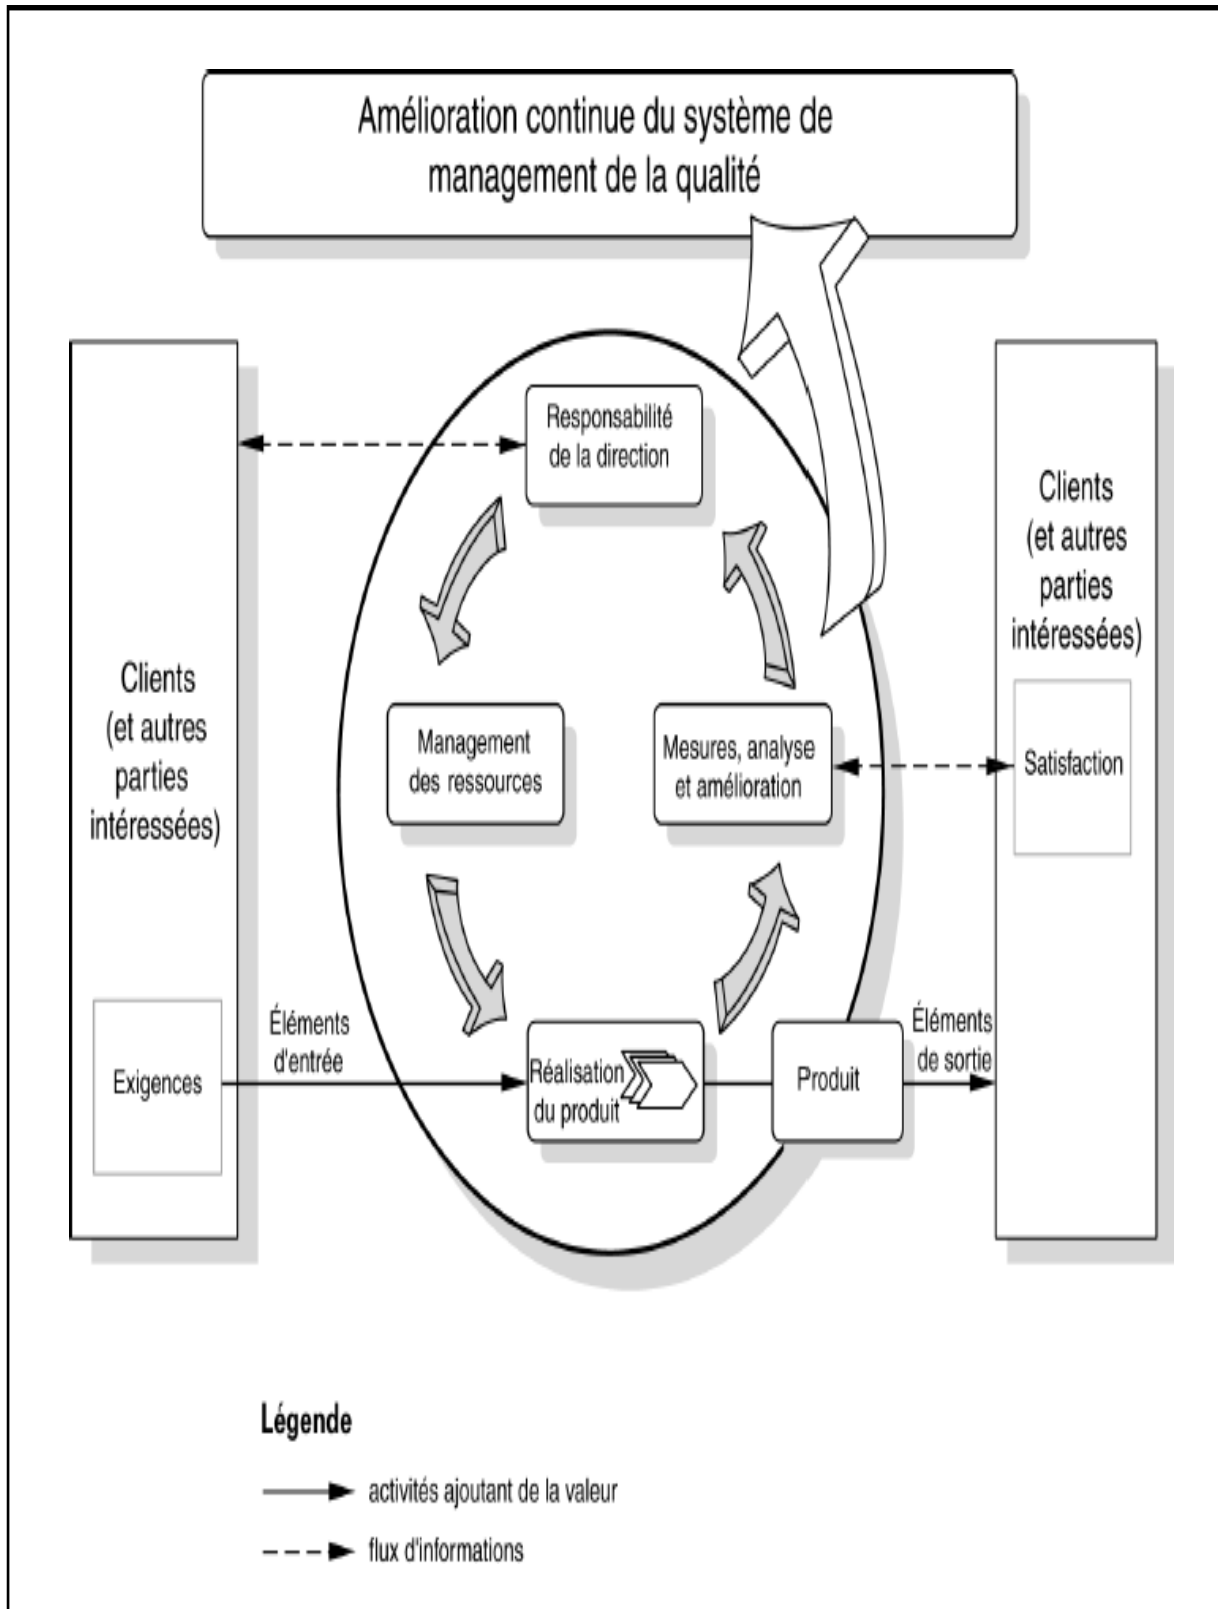 Amélioration continue du système de
management de la qualité
Responsabilité
de la direction
Clients
(et autres
parties
intéressées)
Clients
(et autres
parties
intéressées)
Management
des ressources
Mesures, analyse
et amélioration
Satisfaction
Exigences
Éléments
d'entrée
Réalisation
du produit
Produit
Éléments
de sortie
Légende
activités ajoutant de la valeur
flux d'informations